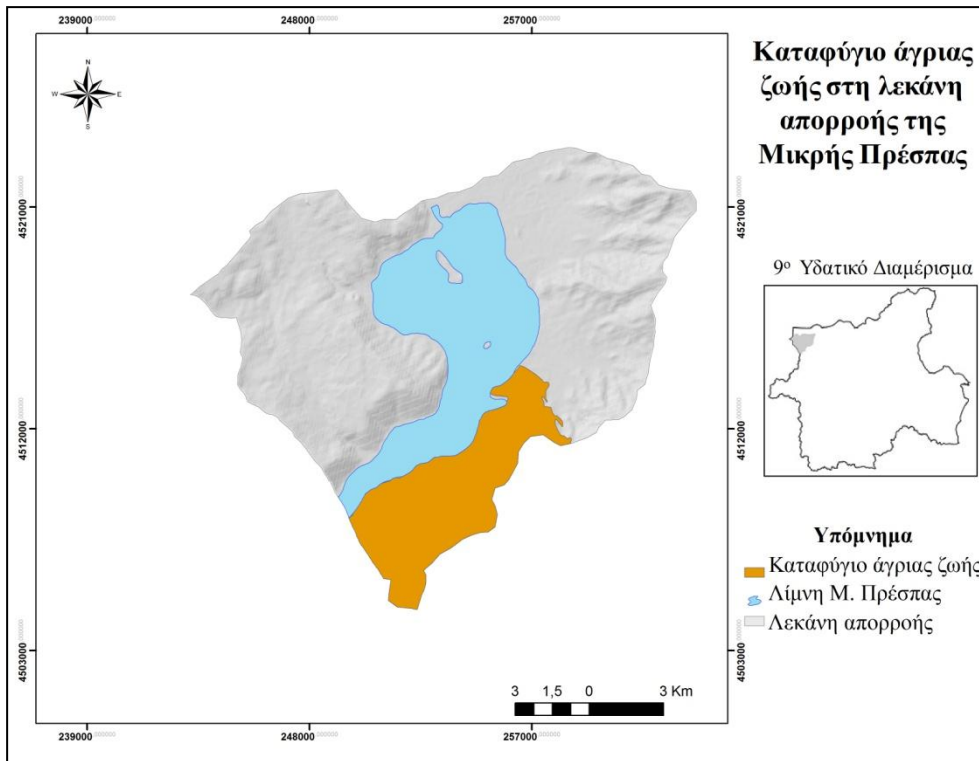 239000 248000 257000
Καταφύγιο άγριας
ζωής στη λεκάνη
απορροής της
Μικρής Πρέσπας
N
W E
S
4521000 4521000
9ο Υδατικό Διαμέρισμα
4512000 4512000
Υπόμνημα
Καταφύγιο άγριας ζωής
Λίμνη Μ. Πρέσπας
Λεκάνη απορροής
4503000 4503000
3 1,5 0 3 Km
239000 248000 257000